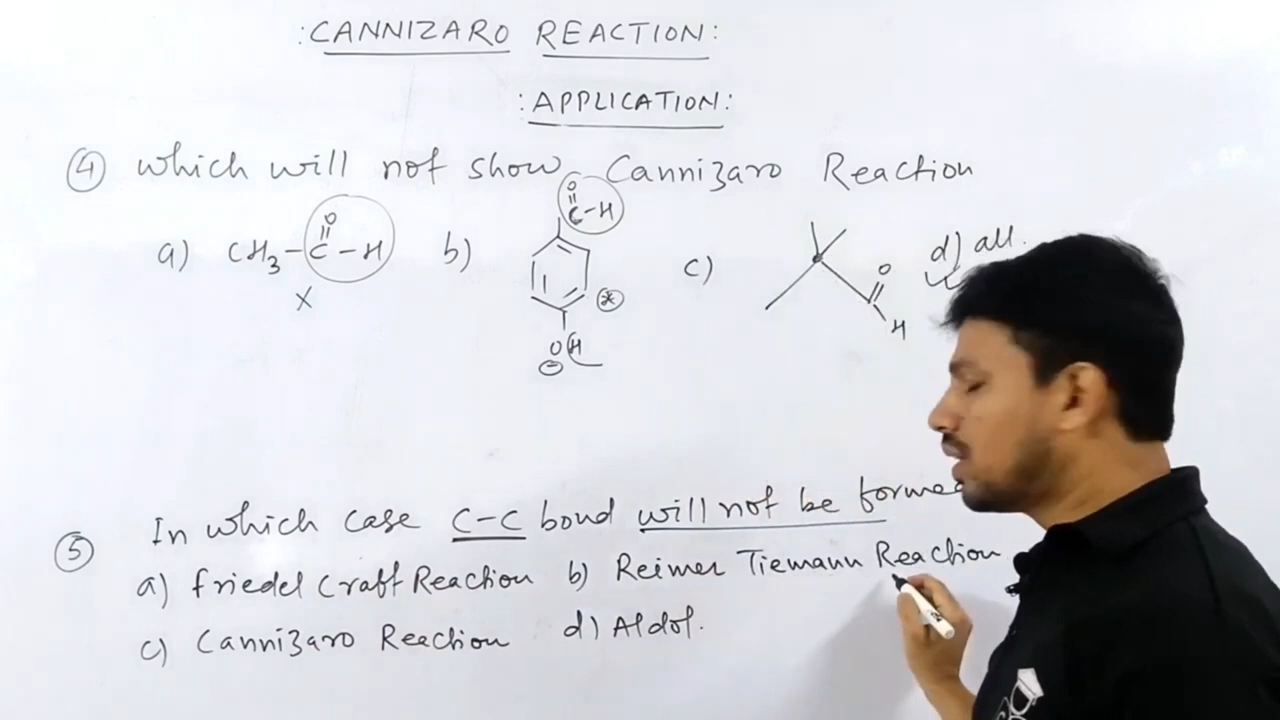 : CANNIZARO REACTION :
: APPLICATION :
④ which will not show Cannizaro Reaction
a) CH3-C-H b) C-H c) d) all.
O
O
O
H
X
*
OH
⊖
⑤ In which case C-C bond will not be formed
a) friedel craft Reaction b) Reimer Tiemann Reaction
c) Cannizaro Reaction d) Aldol.